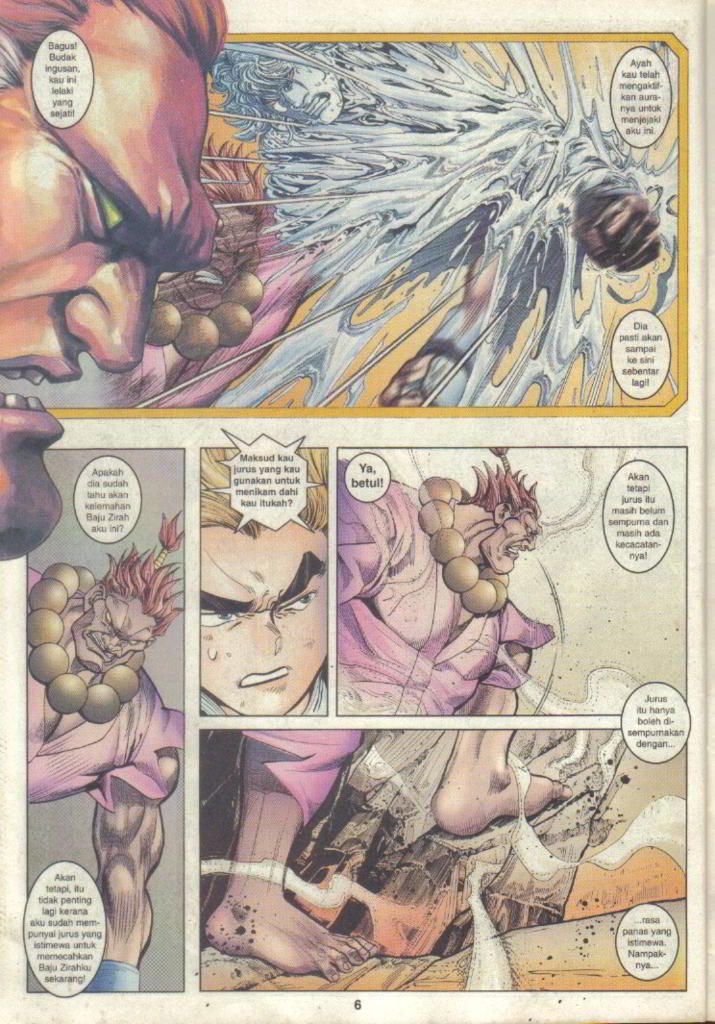 Bagus!
Budak
ingusan,
kau ini
lelaki
yang
sejati!
Ayah
kau telah
mengaktif-
kan aura-
nya untuk
menjejaki
aku ini.
Dia
pasti akan
sampai
ke sini
sebentar
lagi!
Apakah
dia sudah
tahu akan
kelemahan
Baju Zirah
aku ini?
Akan
tetapi, itu
tidak penting
lagi kerana
aku sudah mem-
punyai jurus yang
istimewa untuk
memecahkan
Baju Zirahku
sekarang!
Maksud kau
jurus yang kau
gunakan untuk
menikam dahi
kau itukah?
Ya,
betul!
Akan
tetapi
jurus itu
masih belum
sempurna dan
masih ada
kecacatan-
nya!
Jurus
itu hanya
boleh di-
sempurnakan
dengan...
...rasa
panas yang
istimewa.
Nampak-
nya...
6